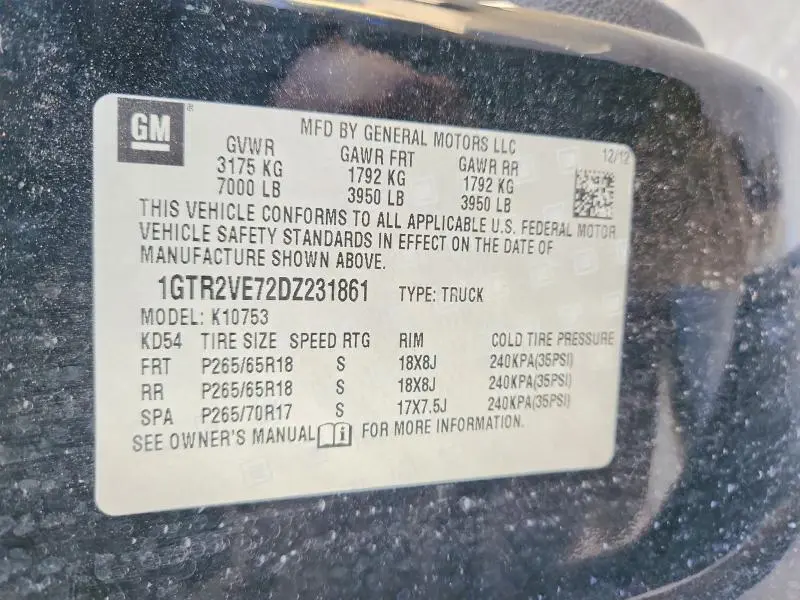 GM
MFD BY GENERAL MOTORS LLC
12/12
GVWR GAWR FRT GAWR RR
3175 KG 1792 KG 1792 KG
7000 LB 3950 LB 3950 LB
THIS VEHICLE CONFORMS TO ALL APPLICABLE U.S. FEDERAL MOTOR
VEHICLE SAFETY STANDARDS IN EFFECT ON THE DATE OF
MANUFACTURE SHOWN ABOVE.
1GTR2VE72DZ231861 TYPE: TRUCK
MODEL: K10753
KD54 TIRE SIZE SPEED RTG RIM COLD TIRE PRESSURE
FRT P265/65R18 S 18X8J 240KPA(35PSI)
RR P265/65R18 S 18X8J 240KPA(35PSI)
SPA P265/70R17 S 17X7.5J 240KPA(35PSI)
SEE OWNER'S MANUAL FOR MORE INFORMATION.